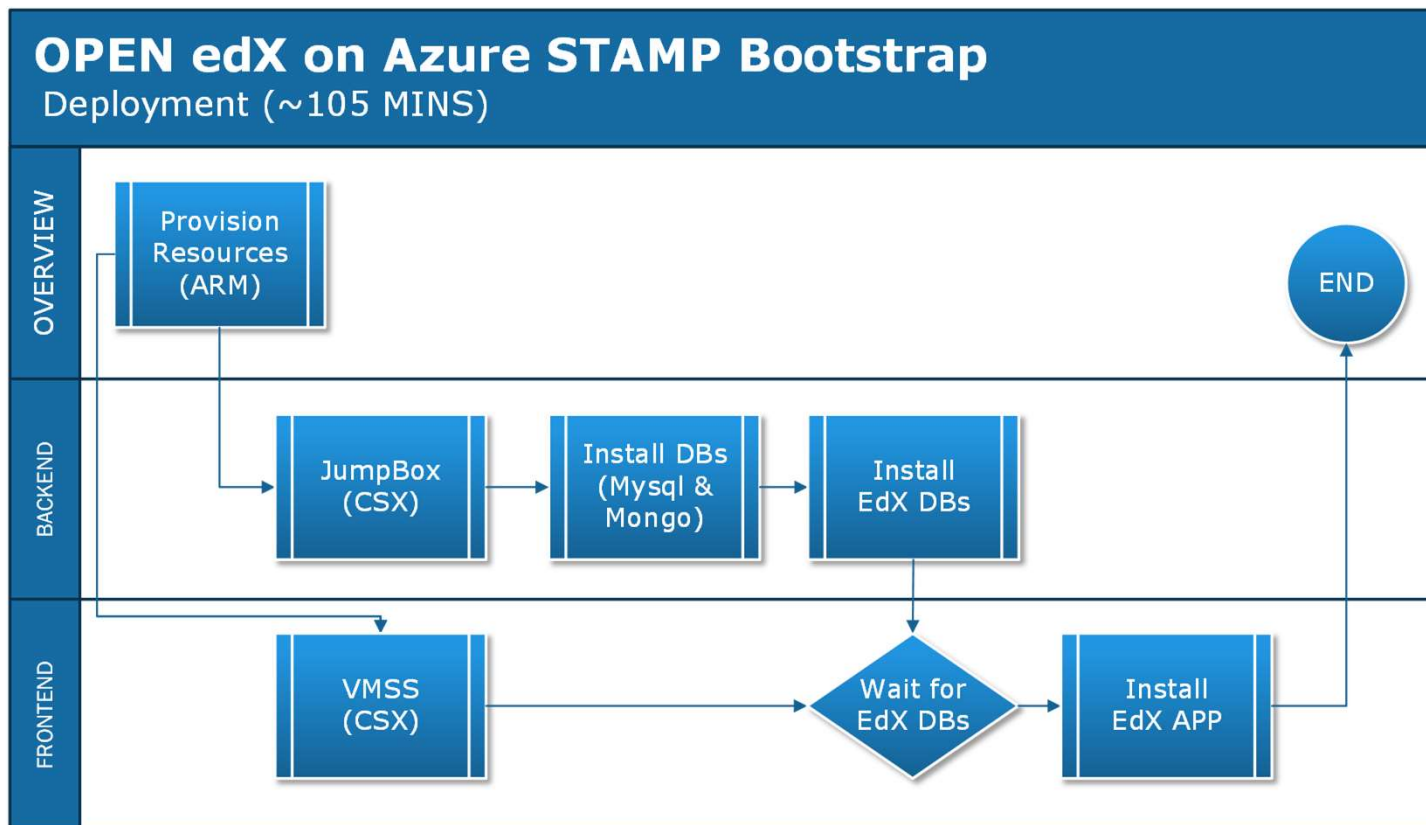 OPEN edX on Azure STAMP Bootstrap
Deployment (~105 MINS)
OVERVIEW
Provision
Resources
(ARM)
END
BACKEND
JumpBox
(CSX)
Install DBs
(Mysql &
Mongo)
Install
EdX DBs
FRONTEND
VMSS
(CSX)
Wait for
EdX DBs
Install
EdX APP